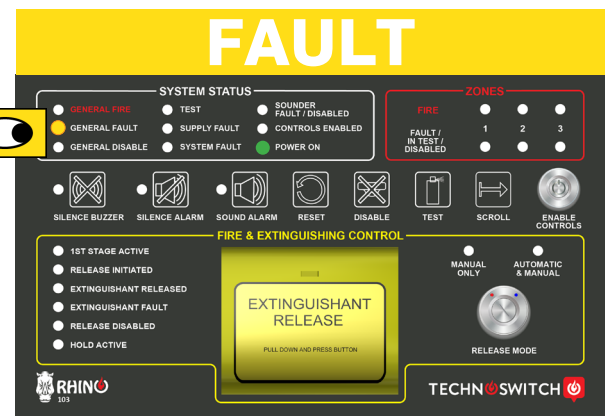 FAULT
SYSTEM STATUS
GENERAL FIRE
TEST
SOUNDER
FAULT / DISABLED
GENERAL FAULT
SUPPLY FAULT
CONTROLS ENABLED
GENERAL DISABLE
SYSTEM FAULT
POWER ON
ZONES
FIRE
FAULT /
IN TEST /
DISABLED
1 2 3
SILENCE BUZZER
SILENCE ALARM
SOUND ALARM
RESET
DISABLE
TEST
SCROLL
ENABLE
CONTROLS
FIRE & EXTINGUISHING CONTROL
1ST STAGE ACTIVE
RELEASE INITIATED
EXTINGUISHANT RELEASED
EXTINGUISHANT FAULT
RELEASE DISABLED
HOLD ACTIVE
EXTINGUISHANT
RELEASE
PULL DOWN AND PRESS BUTTON
MANUAL
ONLY
AUTOMATIC
& MANUAL
RELEASE MODE
RHINO
103
TECHNOSWITCH